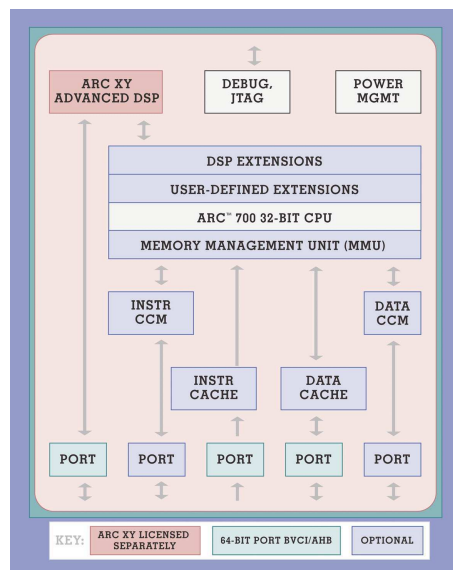 ARC XY
ADVANCED DSP
DEBUG,
JTAG
POWER
MGMT
DSP EXTENSIONS
USER-DEFINED EXTENSIONS
ARC™ 700 32-BIT CPU
MEMORY MANAGEMENT UNIT (MMU)
INSTR
CCM
DATA
CCM
INSTR
CACHE
DATA
CACHE
PORT
PORT
PORT
PORT
PORT
KEY:
ARC XY LICENSED
SEPARATELY
64-BIT PORT BVCI/AHB
OPTIONAL